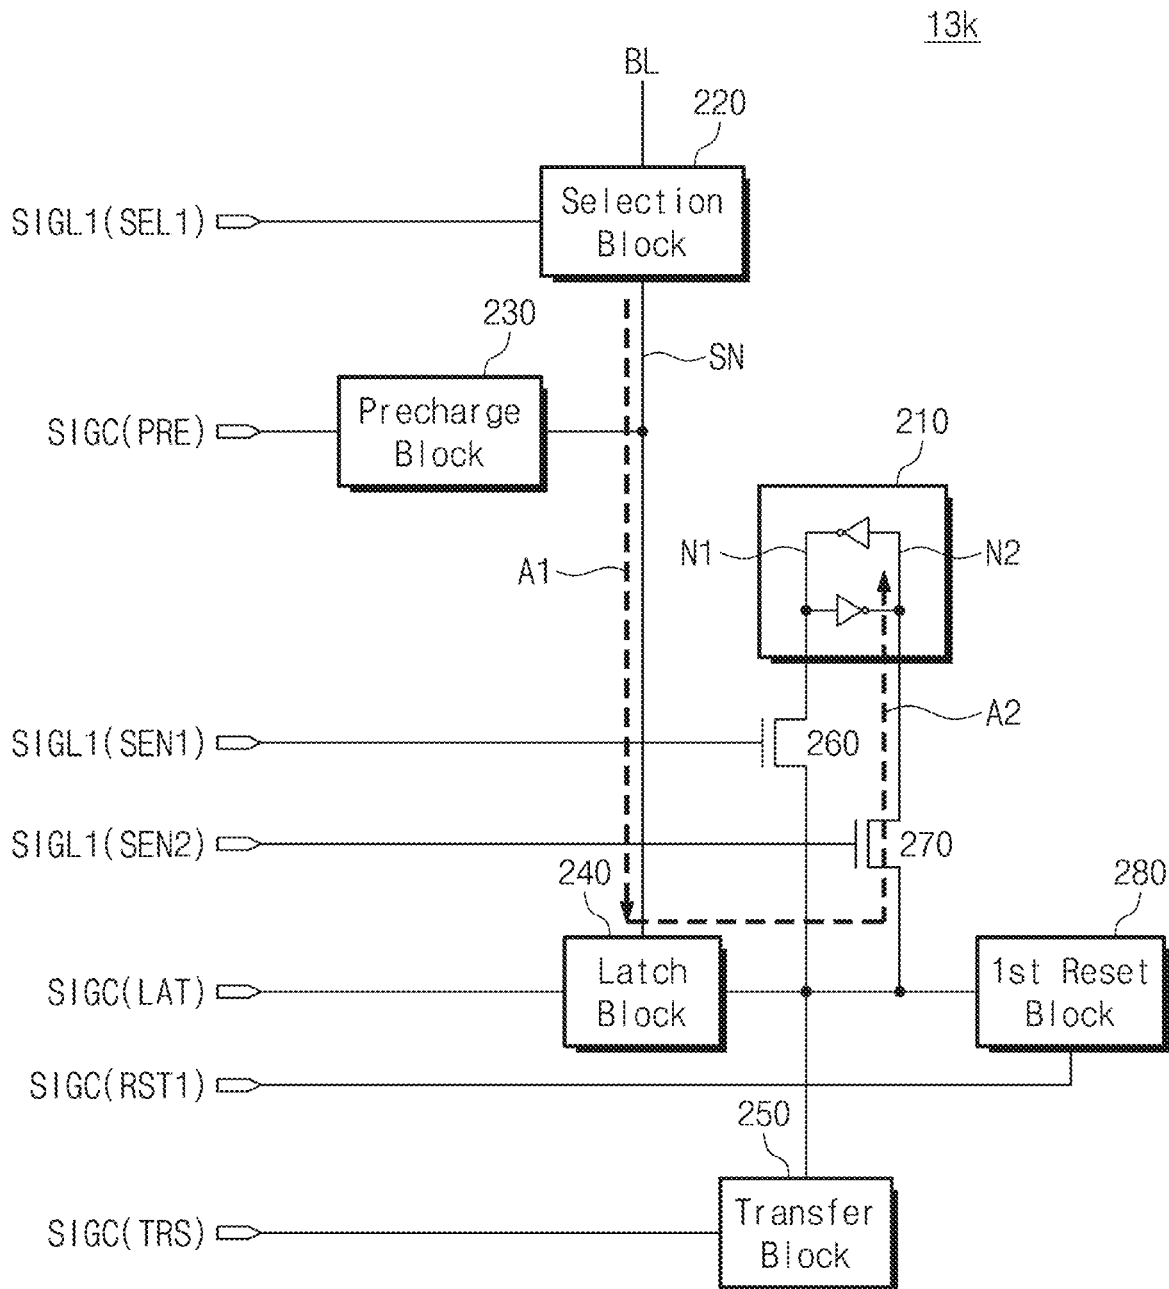 13k
BL
220
Selection
Block
SIGL1(SEL1)
230
SN
Precharge
Block
SIGC(PRE)
210
N1
N2
A1
A2
SIGL1(SEN1)
260
SIGL1(SEN2)
270
240
280
Latch
Block
1st Reset
Block
SIGC(LAT)
SIGC(RST1)
250
Transfer
Block
SIGC(TRS)